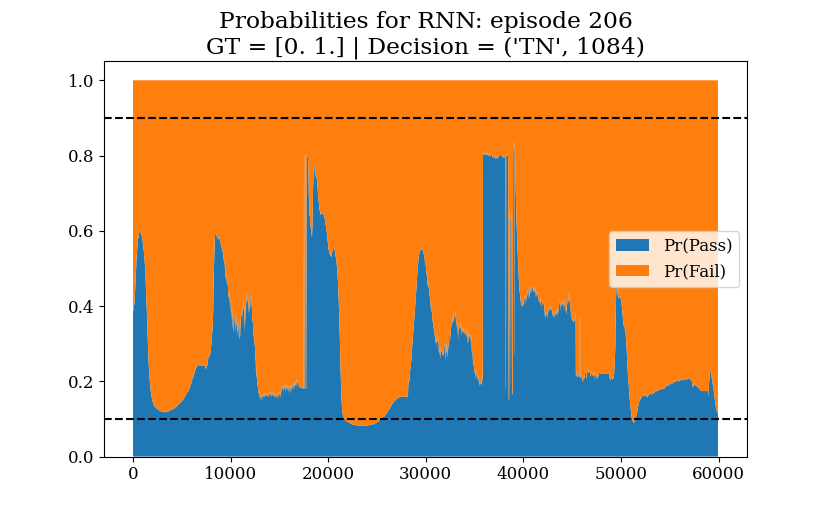 Probabilities for RNN: episode 206
GT = [0. 1.] | Decision = ('TN', 1084)
1.0
0.8
0.6
0.4
0.2
0.0
Pr(Pass)
Pr(Fail)
0 10000 20000 30000 40000 50000 60000